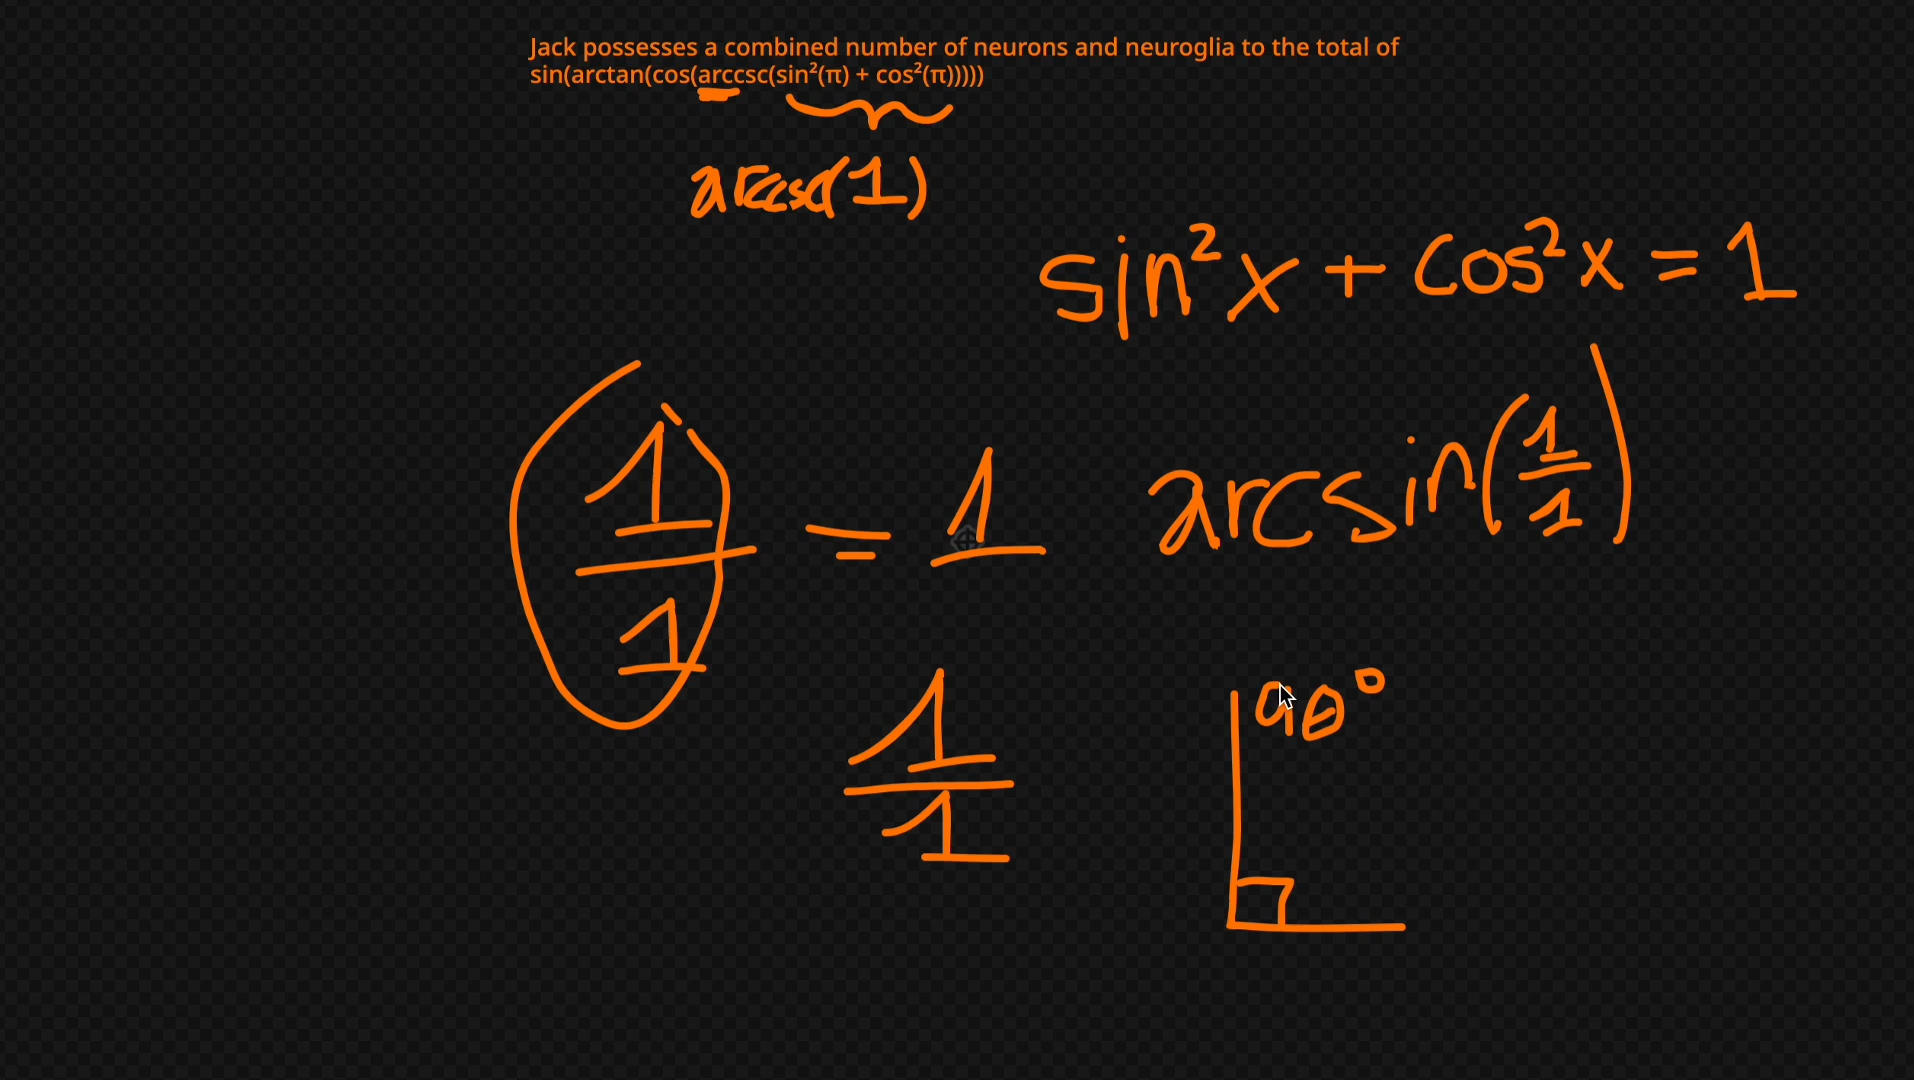 Jack possesses a combined number of neurons and neuroglia to the total of
sin(arctan(cos(arccsc(sin²(π) + cos²(π)))))
arccsc(1)
sin²x + cos²x = 1
1/1 = 1
arcsin(1/1)
1/1
90°